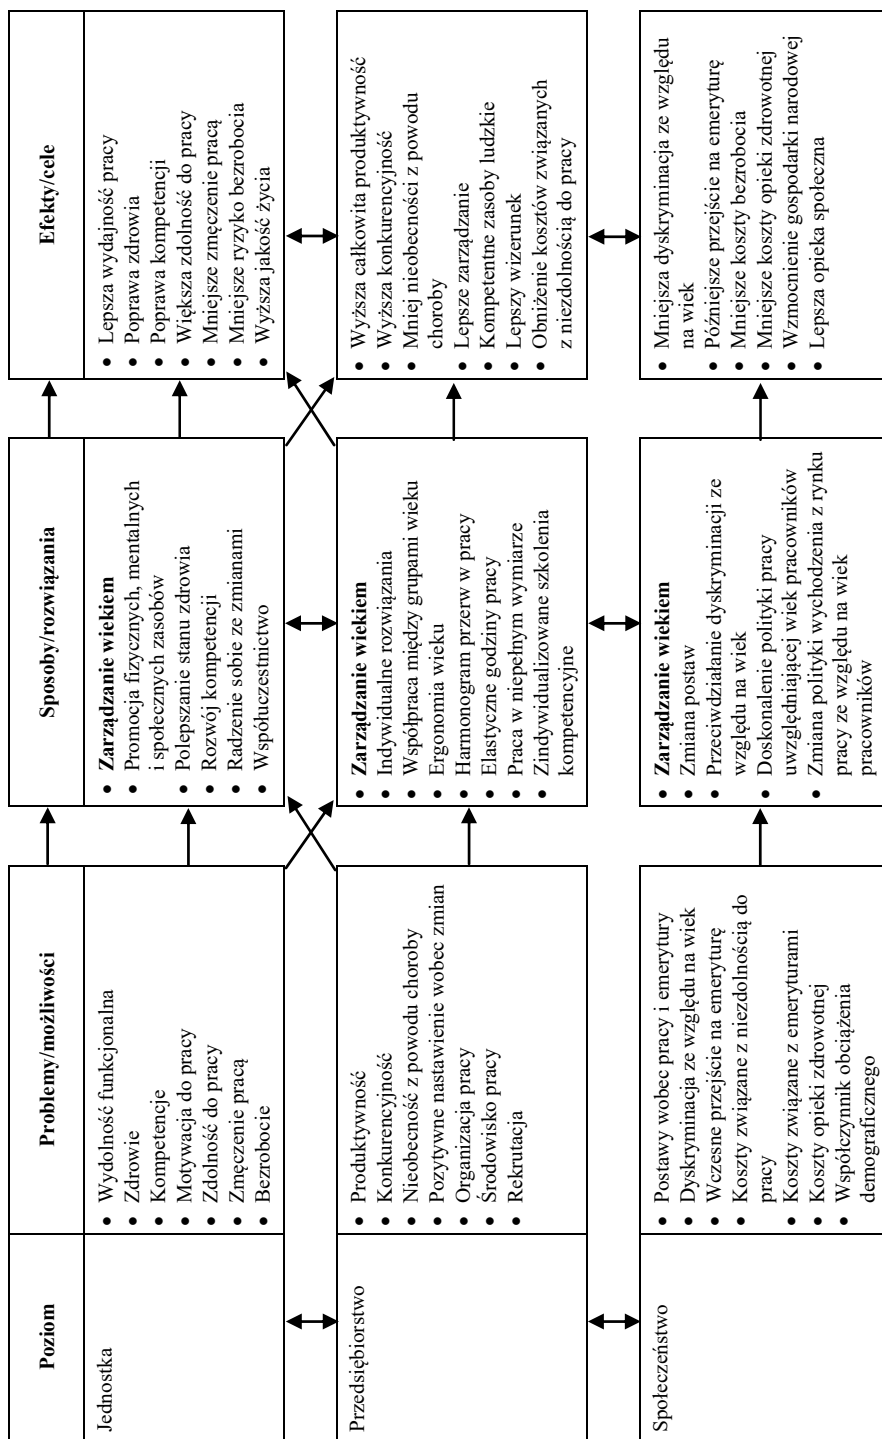 Poziom
Problemy/możliwości
Sposoby/rozwiązania
Efekty/cele
Jednostka
• Wydolność funkcjonalna
• Zdrowie
• Kompetencje
• Motywacja do pracy
• Zdolność do pracy
• Zmęczenie pracą
• Bezrobocie
• Zarządzanie wiekiem
• Promocja fizycznych, mentalnych
i społecznych zasobów
• Polepszanie stanu zdrowia
• Rozwój kompetencji
• Radzenie sobie ze zmianami
• Współuczestnictwo
• Lepsza wydajność pracy
• Poprawa zdrowia
• Poprawa kompetencji
• Większa zdolność do pracy
• Mniejsze zmęczenie pracą
• Mniejsze ryzyko bezrobocia
• Wyższa jakość życia
Przedsiębiorstwo
• Produktywność
• Konkurencyjność
• Nieobecność z powodu choroby
• Pozytywne nastawienie wobec zmian
• Organizacja pracy
• Środowisko pracy
• Rekrutacja
• Zarządzanie wiekiem
• Indywidualne rozwiązania
• Współpraca między grupami wieku
• Ergonomia wieku
• Harmonogram przerw w pracy
• Elastyczne godziny pracy
• Praca w niepełnym wymiarze
• Zindywidualizowane szkolenia
kompetencyjne
• Wyższa całkowita produktywność
• Wyższa konkurencyjność
• Mniej nieobecności z powodu
choroby
• Lepsze zarządzanie
• Kompetentne zasoby ludzkie
• Lepszy wizerunek
• Obniżenie kosztów związanych
z niezdolnością do pracy
Społeczeństwo
• Postawy wobec pracy i emerytury
• Dyskryminacja ze względu na wiek
• Wczesne przejście na emeryturę
• Koszty związane z niezdolnością do
pracy
• Koszty związane z emeryturami
• Koszty opieki zdrowotnej
• Współczynnik obciążenia
demograficznego
• Zarządzanie wiekiem
• Zmiana postaw
• Przeciwdziałanie dyskryminacji ze
względu na wiek
• Doskonalenie polityki pracy
uwzględniającej wiek pracowników
• Zmiana polityki wychodzenia z rynku
pracy ze względu na wiek
pracowników
• Mniejsza dyskryminacja ze względu
na wiek
• Późniejsze przejście na emeryturę
• Mniejsze koszty bezrobocia
• Mniejsze koszty opieki zdrowotnej
• Wzmocnienie gospodarki narodowej
• Lepsza opieka społeczna